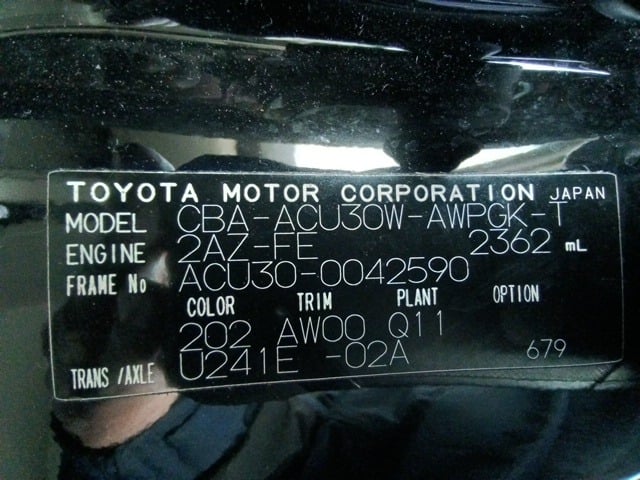 TOYOTA MOTOR CORPORATION JAPAN
MODEL CBA-ACU30W-AWPGK-T
ENGINE 2AZ-FE 2362 mL
FRAME No ACU30-0042590
COLOR TRIM PLANT OPTION
202 AW00 Q11
TRANS/AXLE U241E -02A 679